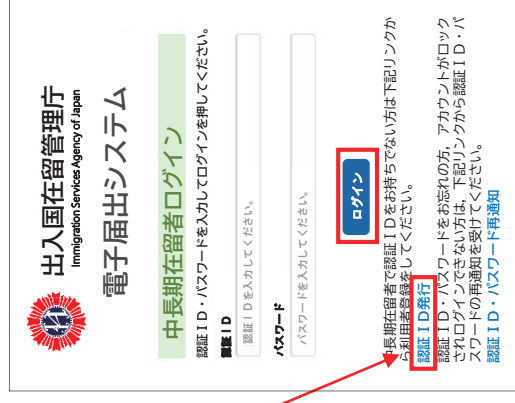 出入国在留管理庁
Immigration Services Agency of Japan
電子届出システム
中長期在留者ログイン
認証ＩＤ・パスワードを入力してログインを押してください。
認証ＩＤ
認証ＩＤを入力してください。
パスワード
パスワードを入力してください。
ログイン
中長期在留者で認証ＩＤをお持ちでない方は下記リンクか
ら利用者登録をしてください。
認証ＩＤ発行
認証ＩＤ・パスワードをお忘れの方、アカウントがロック
されログインできない方は、下記リンクから認証ＩＤ・パ
スワードの再通知を受けてください。
認証ＩＤ・パスワード再通知